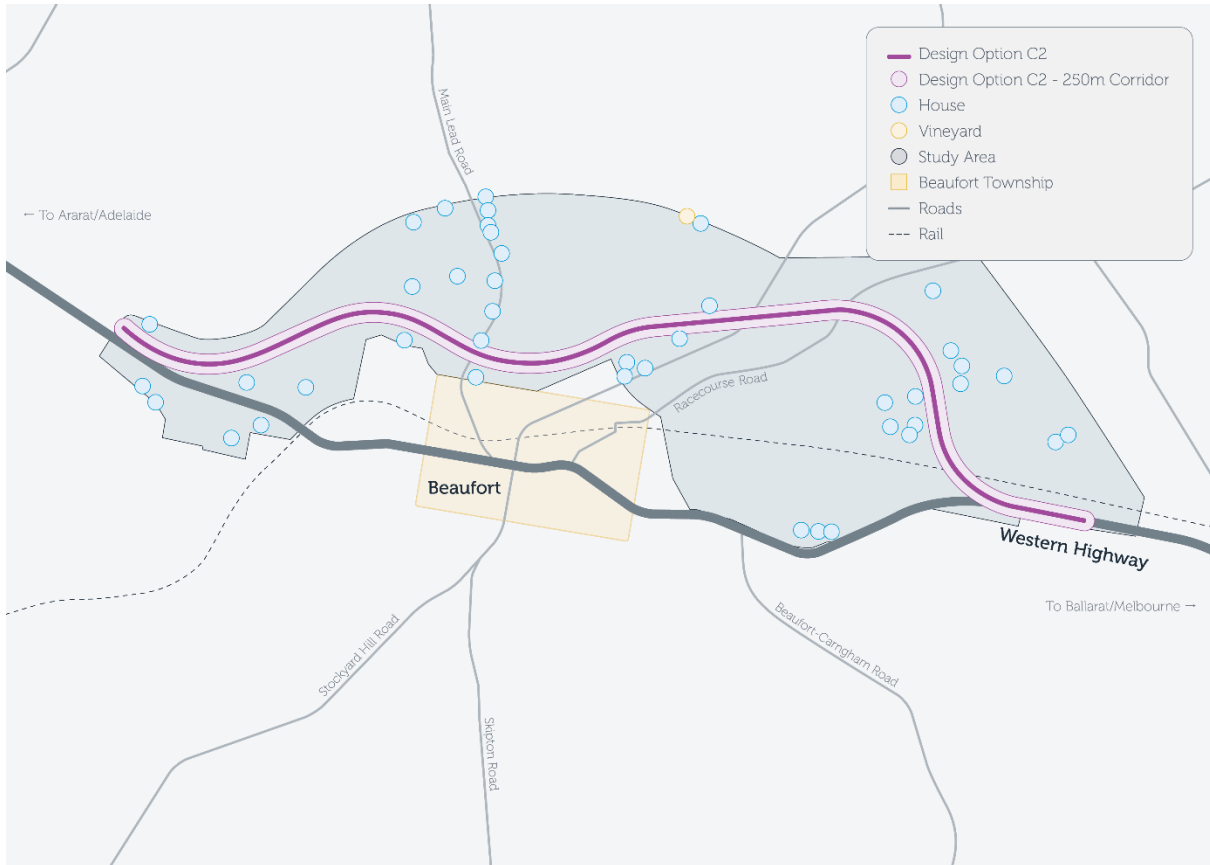 Design Option C2
Design Option C2 - 250m Corridor
House
Vineyard
Study Area
Beaufort Township
Roads
Rail
Main Lead Road
← To Ararat/Adelaide
Racecourse Road
Beaufort
Western Highway
To Ballarat/Melbourne →
Stockyard Hill Road
Beaufort-Carngham Road
Skipton Road